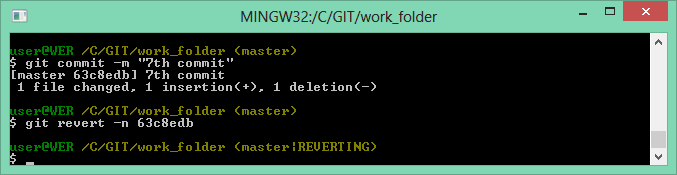 MINGW32:/C/GIT/work_folder
user@WER /C/GIT/work_folder (master)
$ git commit -m "7th commit"
[master 63c8edb] 7th commit
 1 file changed, 1 insertion(+), 1 deletion(-)
user@WER /C/GIT/work_folder (master)
$ git revert -n 63c8edb
user@WER /C/GIT/work_folder (master|REVERTING)
$ _